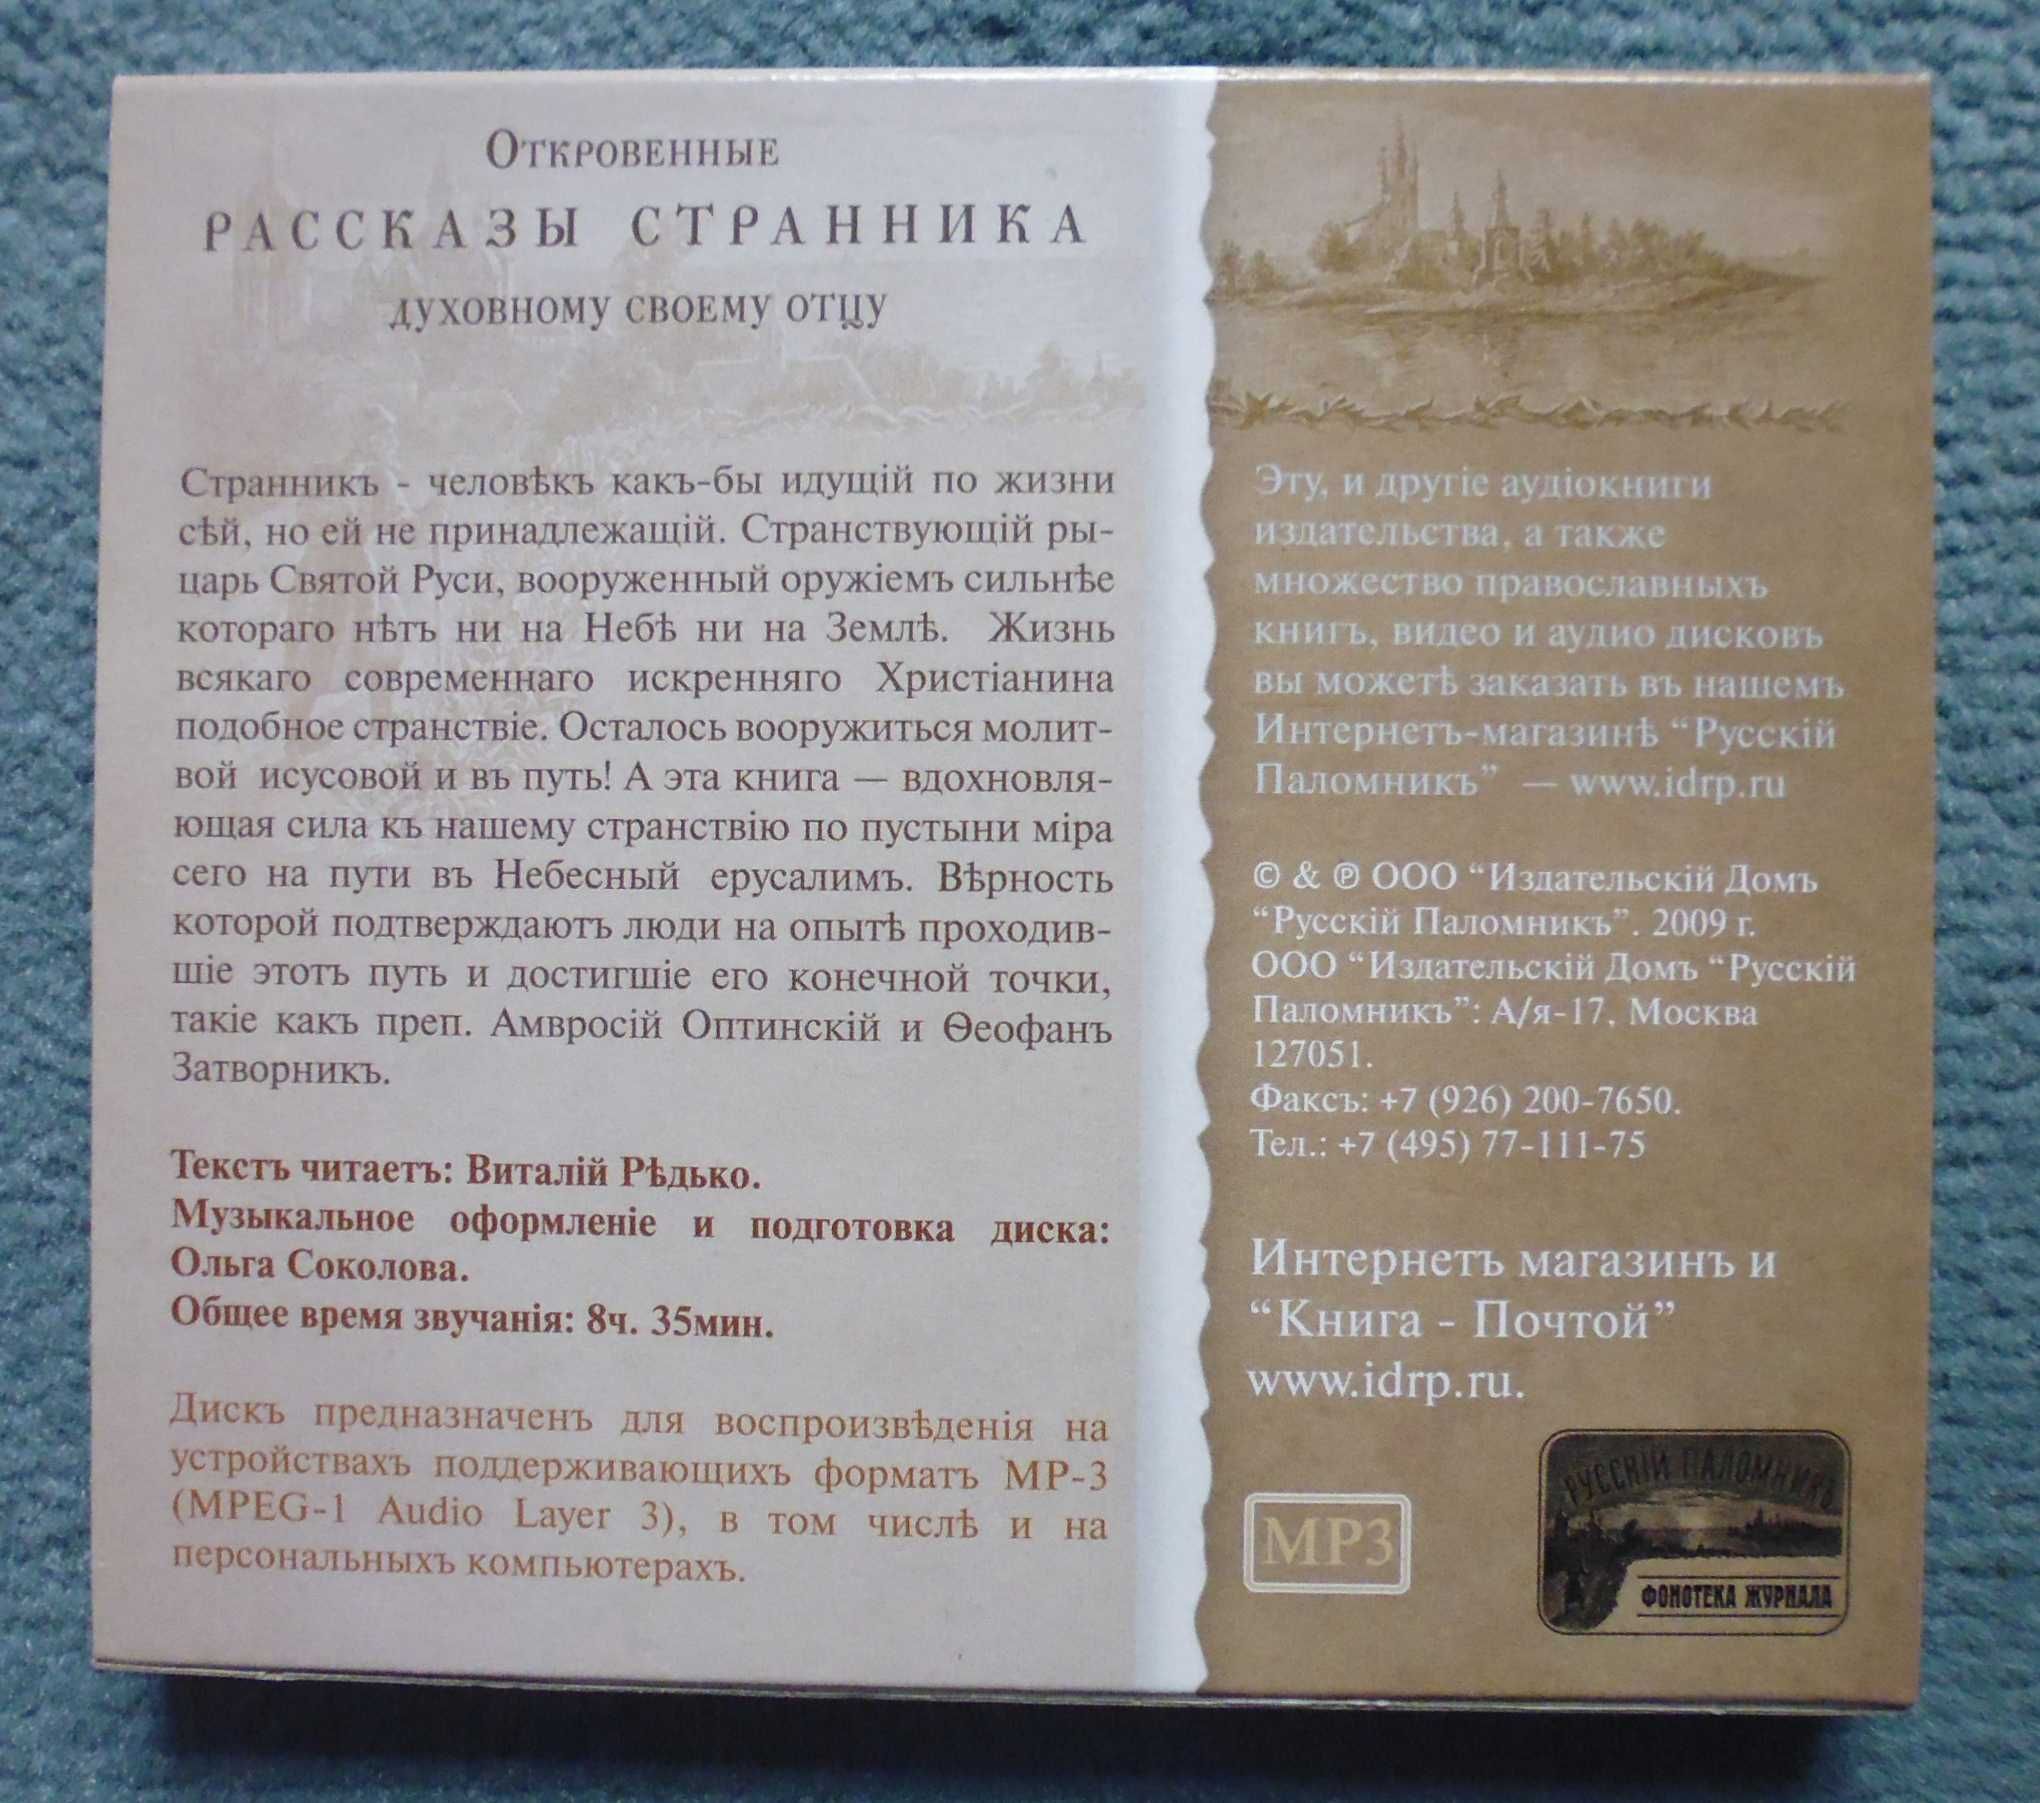 Откровенные
РАССКАЗЫ СТРАННИКА
духовному своему отцу
Странникъ - человѣкъ какъ-бы идущій по жизни
сѣй, но ей не принадлежащій. Странствующій ры-
царь Святой Руси, вооруженный оружіемъ сильнѣе
котораго нѣтъ ни на Небѣ ни на Землѣ. Жизнь
всякаго современнаго искренняго Христіанина
подобное странствіе. Осталось вооружиться молит-
вой исусовой и въ путь! А эта книга — вдохновля-
ющая сила къ нашему странствію по пустыни міра
сего на пути въ Небесный ерусалимъ. Вѣрность
которой подтверждаютъ люди на опытѣ проходив-
шіе этотъ путь и достигшіе его конечной точки,
такіе какъ преп. Амвросій Оптинскій и Ѳеофанъ
Затворникъ.
Текстъ читаетъ: Виталій Рѣдько.
Музыкальное оформленіе и подготовка диска:
Ольга Соколова.
Общее время звучанія: 8ч. 35мин.
Дискъ предназначенъ для воспроизвѣденія на
устройствахъ поддерживающихъ форматъ MP-3
(MPEG-1 Audio Layer 3), в том числѣ и на
персональныхъ компьютерахъ.
Эту, и другіе аудіокниги
издательства, а также
множество православныхъ
книгъ, видео и аудио дисковъ
вы можетѣ заказать въ нашемъ
Интернетъ-магазинѣ “Русскій
Паломникъ” — www.idrp.ru
© & ℗ ООО “Издательскій Домъ
“Русскій Паломникъ”. 2009 г.
ООО “Издательскій Домъ “Русскій
Паломникъ”: А/я-17, Москва
127051.
Факсъ: +7 (926) 200-7650.
Тел.: +7 (495) 77-111-75
Интернетъ магазинъ и
“Книга - Почтой”
www.idrp.ru.
MP3
РУССКІЙ ПАЛОМНИКЪ
ФОНОТЕКА ЖУРНАЛА